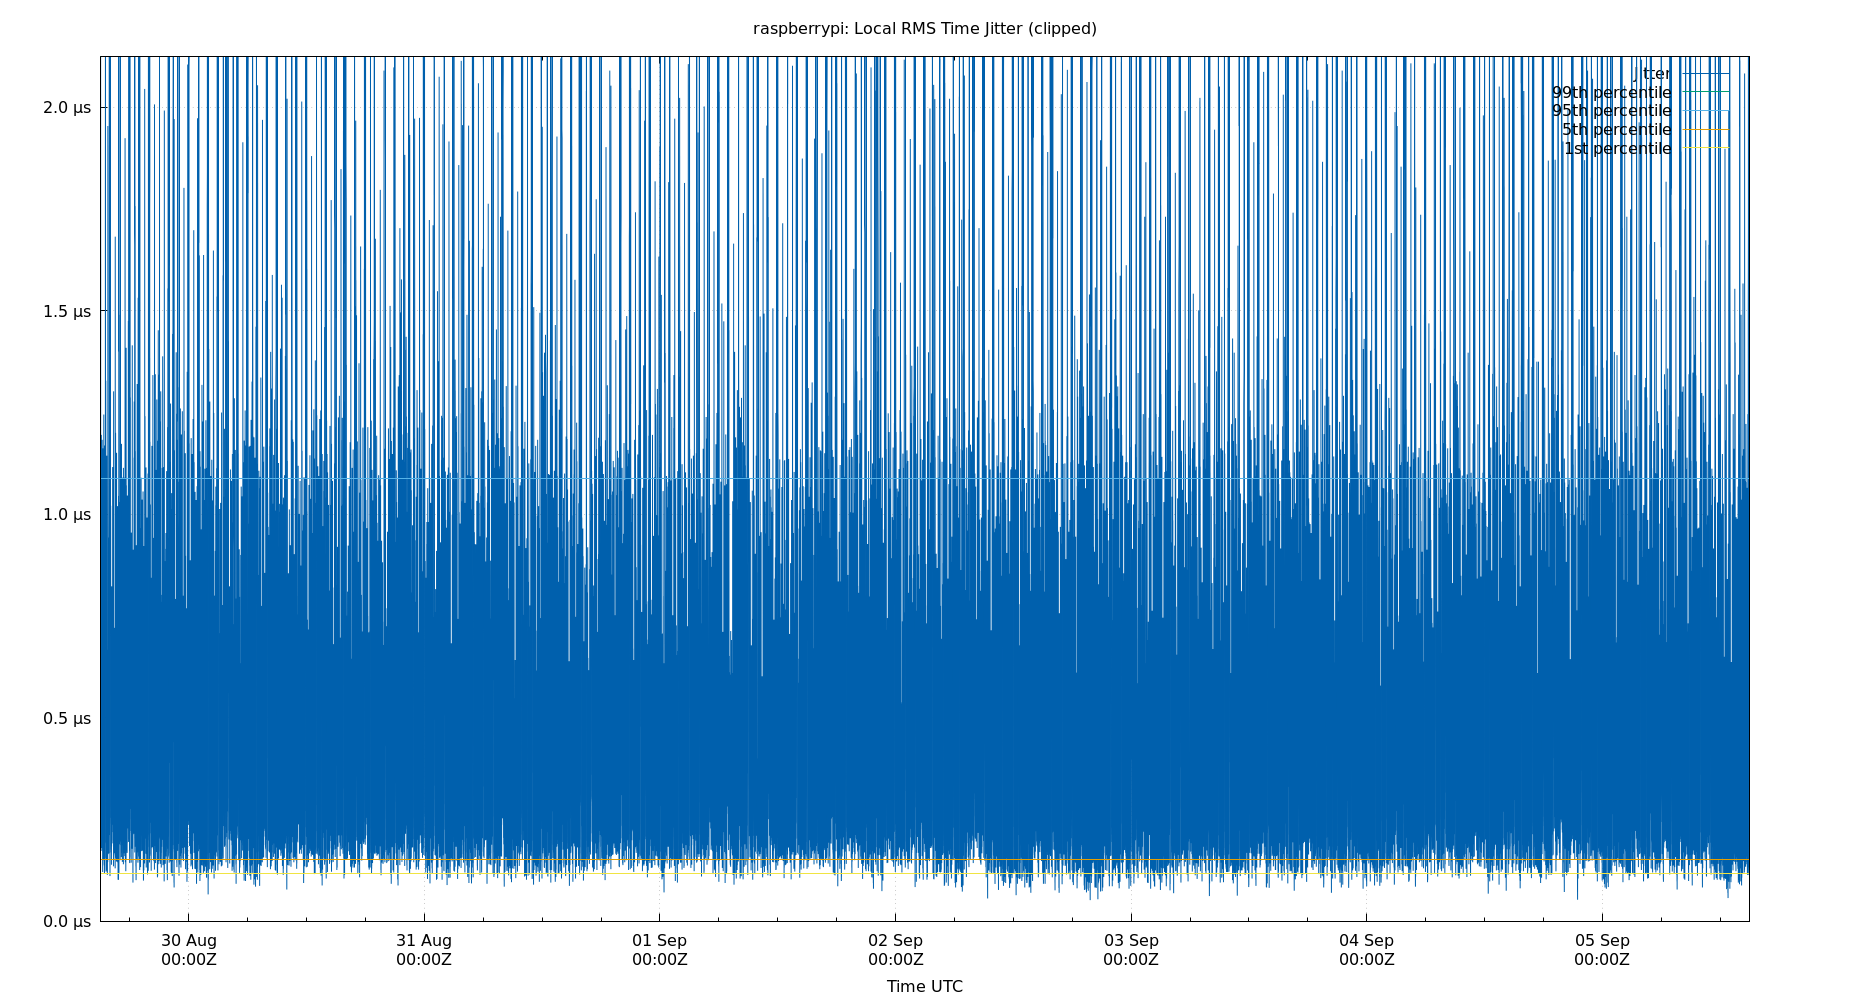 raspberrypi: Local RMS Time Jitter (clipped)
Jitter
99th percentile
95th percentile
5th percentile
1st percentile
2.0 µs
1.5 µs
1.0 µs
0.5 µs
0.0 µs
30 Aug 31 Aug 01 Sep 02 Sep 03 Sep 04 Sep 05 Sep
00:00Z 00:00Z 00:00Z 00:00Z 00:00Z 00:00Z 00:00Z
Time UTC